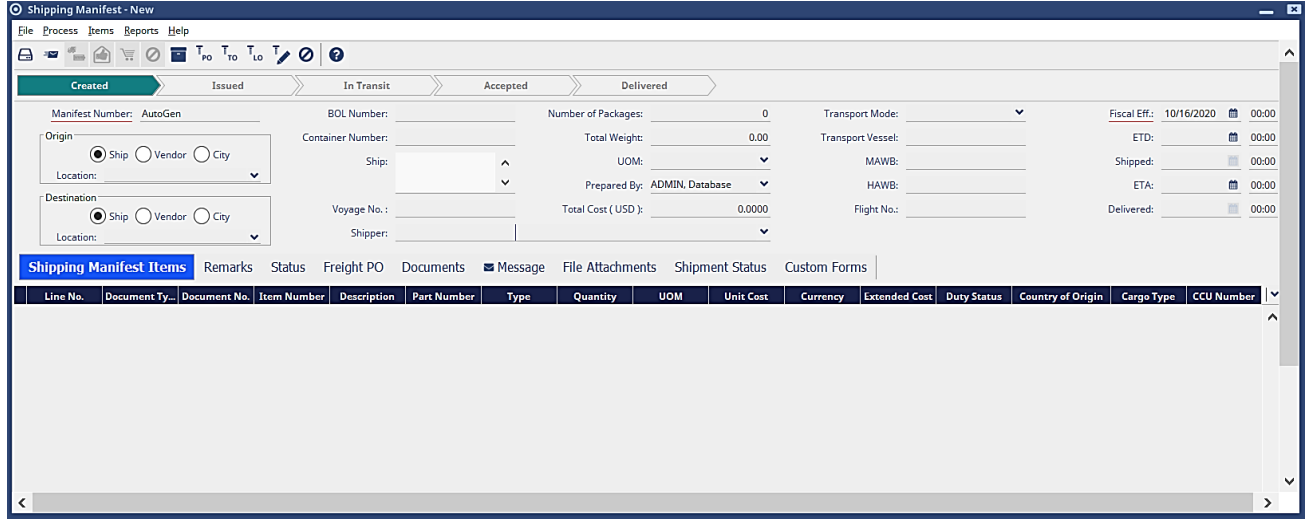 Shipping Manifest - New
File Process Items Reports Help
TPO TTO TLO T
Created Issued In Transit Accepted Delivered
Manifest Number: AutoGen BOL Number: Number of Packages: 0 Transport Mode: Fiscal Eff.: 10/16/2020 00:00
Origin Container Number: Total Weight: 0.00 Transport Vessel: ETD: 00:00
Ship Vendor City Ship: UOM: MAWB: Shipped: 00:00
Location: Prepared By: ADMIN, Database HAWB: ETA: 00:00
Destination
Ship Vendor City Voyage No. : Total Cost ( USD ): 0.0000 Flight No.: Delivered: 00:00
Location: Shipper:
Shipping Manifest Items Remarks Status Freight PO Documents Message File Attachments Shipment Status Custom Forms
Line No. Document Ty... Document No. Item Number Description Part Number Type Quantity UOM Unit Cost Currency Extended Cost Duty Status Country of Origin Cargo Type CCU Number